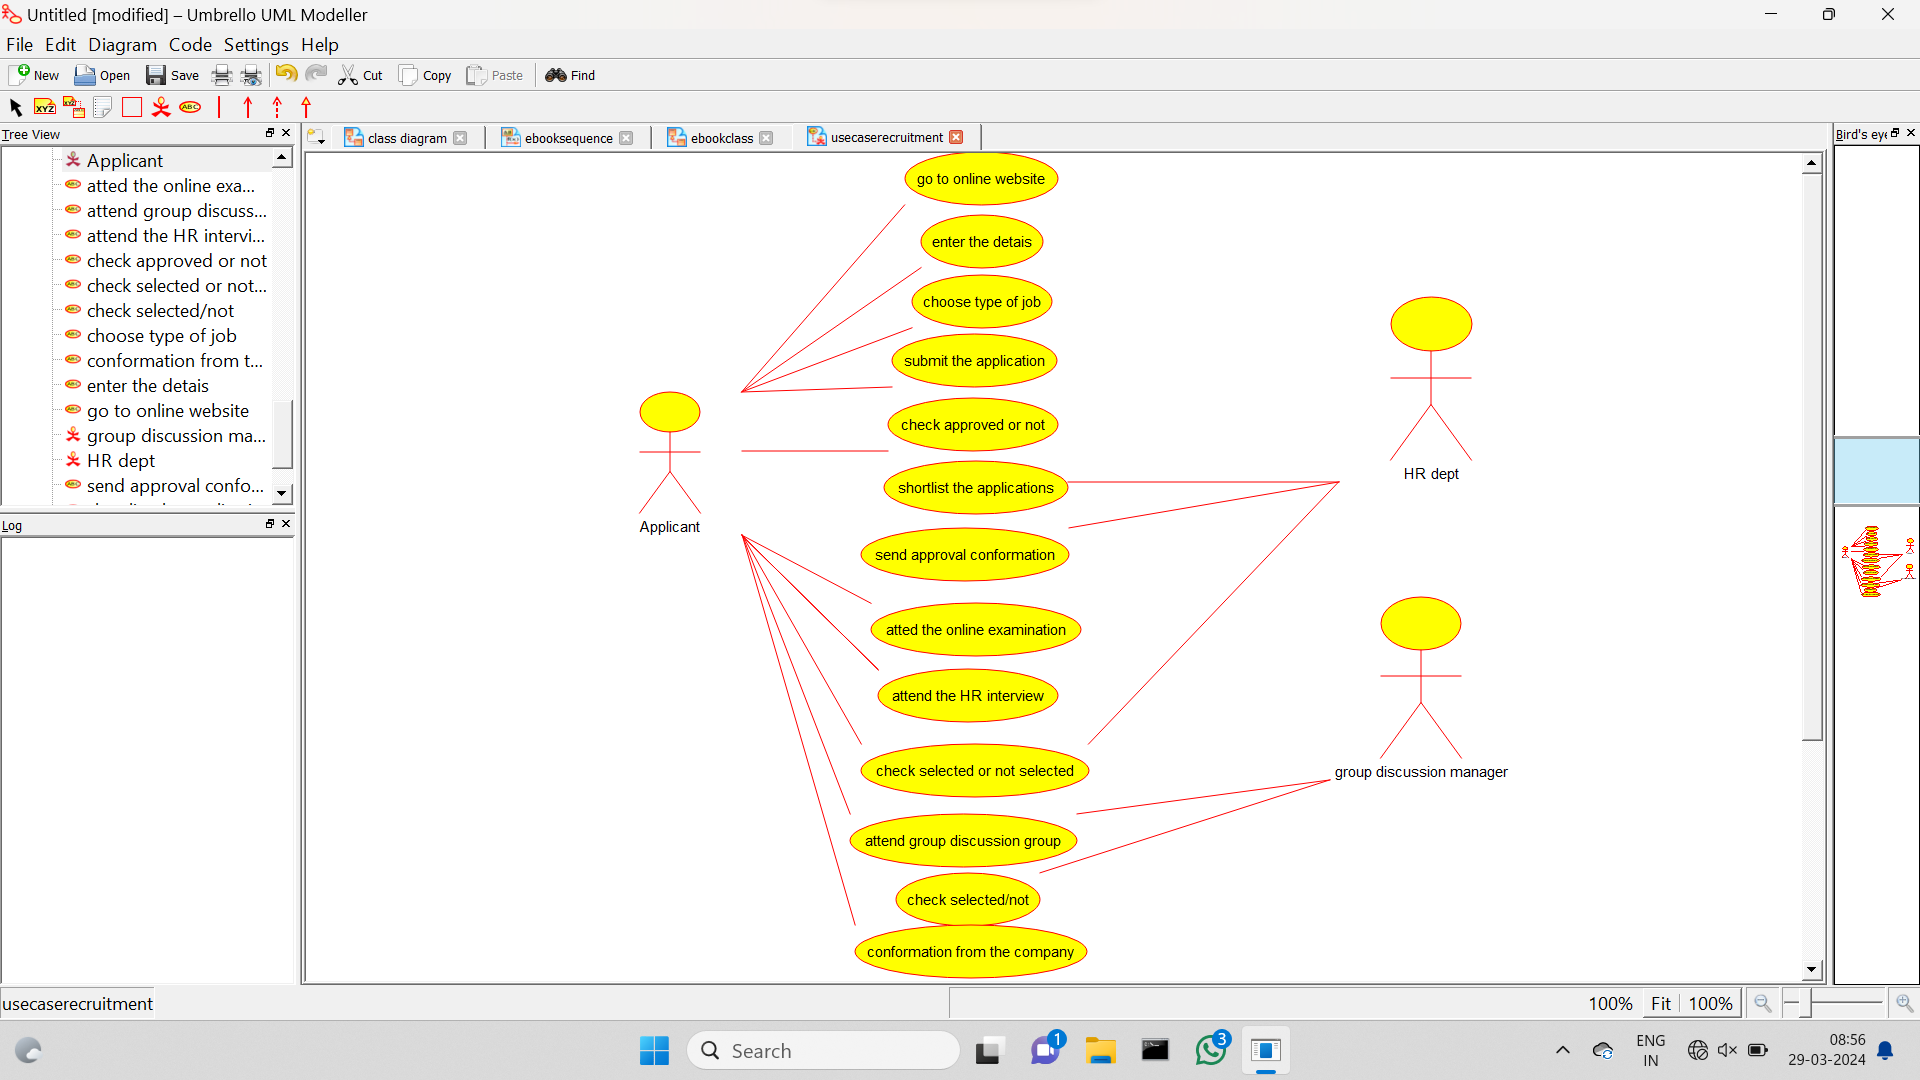 Untitled [modified] – Umbrello UML Modeller
File Edit Diagram Code Settings Help
New Open Save Cut Copy Paste Find
XYZ XYZ ABC
Tree View
class diagram ebooksequence ebookclass usecaserecruitment
Bird's eye
Applicant
atted the online exa...
attend group discuss...
attend the HR intervi...
check approved or not
check selected or not...
check selected/not
choose type of job
conformation from t...
enter the detais
go to online website
group discussion ma...
HR dept
send approval confo...
Log
go to online website
enter the detais
choose type of job
submit the application
check approved or not
shortlist the applications
send approval conformation
atted the online examination
attend the HR interview
check selected or not selected
attend group discussion group
check selected/not
conformation from the company
Applicant
HR dept
group discussion manager
usecaserecruitment
100% Fit 100%
Search
1
3
ENG
IN
08:56
29-03-2024